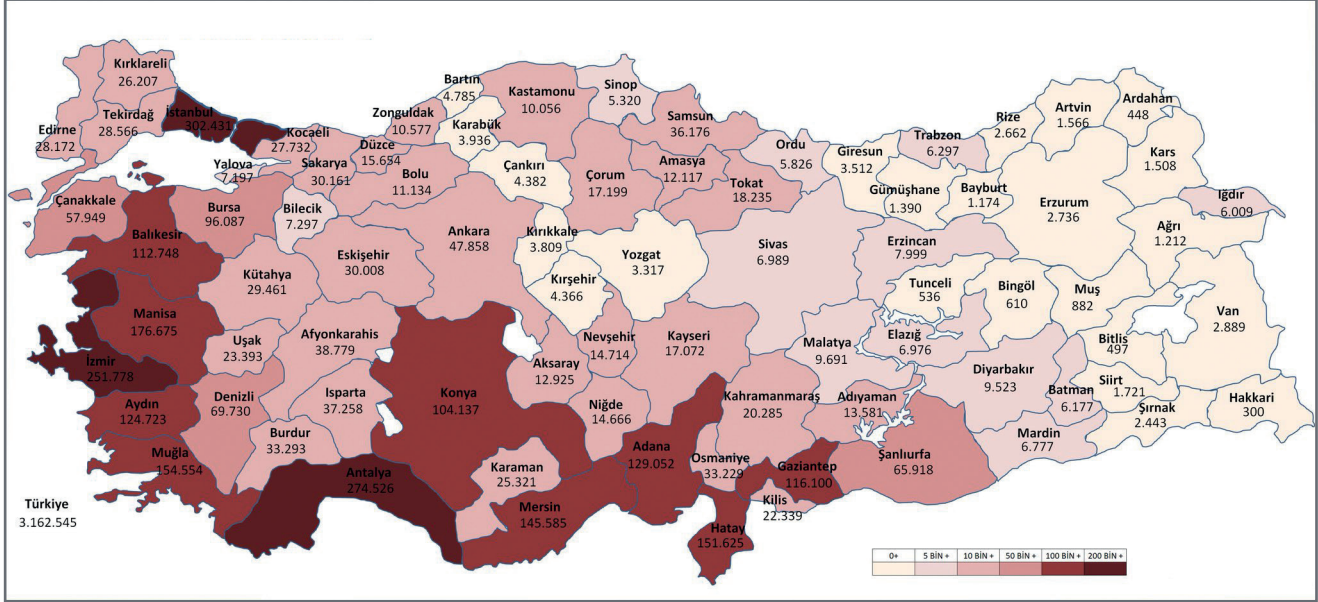 Kırklareli
26.207
Tekirdağ
28.566
Edirne
28.172
İstanbul
302.431
Kocaeli
27.732
Yalova
7.197
Sakarya
30.161
Düzce
15.654
Zonguldak
10.577
Bartın
4.785
Karabük
3.936
Kastamonu
10.056
Sinop
5.320
Samsun
36.176
Bolu
11.134
Çankırı
4.382
Çorum
17.199
Amasya
12.117
Tokat
18.235
Ordu
5.826
Giresun
3.512
Trabzon
6.297
Rize
2.662
Artvin
1.566
Ardahan
448
Kars
1.508
Gümüşhane
1.390
Bayburt
1.174
Erzurum
2.736
Iğdır
6.009
Ağrı
1.212
Çanakkale
57.949
Balıkesir
112.748
Bursa
96.087
Bilecik
7.297
Eskişehir
30.008
Ankara
47.858
Kırıkkale
3.809
Kırşehir
4.366
Yozgat
3.317
Sivas
6.989
Erzincan
7.999
Tunceli
536
Bingöl
610
Muş
882
Van
2.889
Bitlis
497
Kütahya
29.461
Manisa
176.675
Uşak
23.393
Afyonkarahis
38.779
İzmir
251.778
Aydın
124.723
Denizli
69.730
Isparta
37.258
Burdur
33.293
Muğla
154.554
Antalya
274.526
Konya
104.137
Aksaray
12.925
Nevşehir
14.714
Kayseri
17.072
Niğde
14.666
Karaman
25.321
Mersin
145.585
Adana
129.052
Kahramanmaraş
20.285
Osmaniye
33.229
Gaziantep
116.100
Kilis
22.339
Hatay
151.625
Malatya
9.691
Adıyaman
13.581
Şanlıurfa
65.918
Elazığ
6.976
Diyarbakır
9.523
Batman
6.177
Mardin
6.777
Siirt
1.721
Şırnak
2.443
Hakkari
300
Türkiye
3.162.545
0+ 5 BİN + 10 BİN + 50 BİN + 100 BİN + 200 BİN +